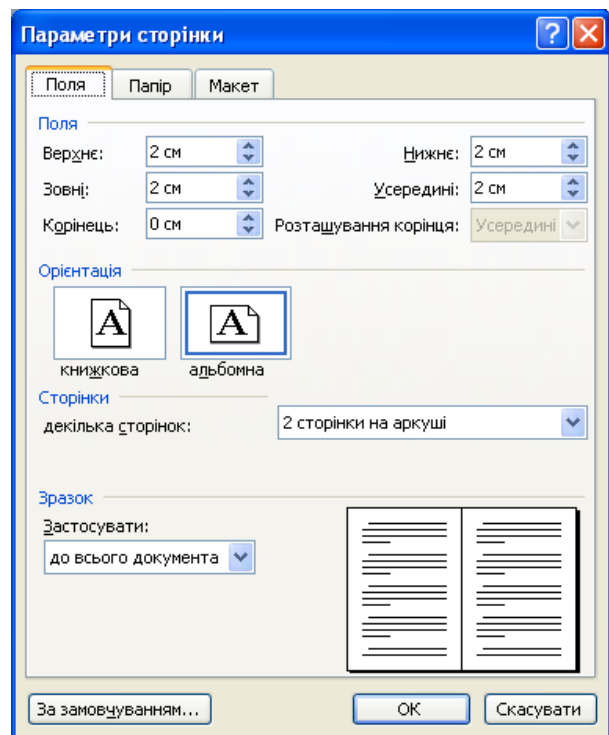 Параметри сторінки
Поля Папір Макет
Поля
Верхнє: 2 см Нижнє: 2 см
Зовні: 2 см Усередині: 2 см
Корінець: 0 см Розташування корінця: Усередині
Орієнтація
A A
книжкова альбомна
Сторінки
декілька сторінок: 2 сторінки на аркуші
Зразок
Застосувати:
до всього документа
За замовчуванням... ОК Скасувати